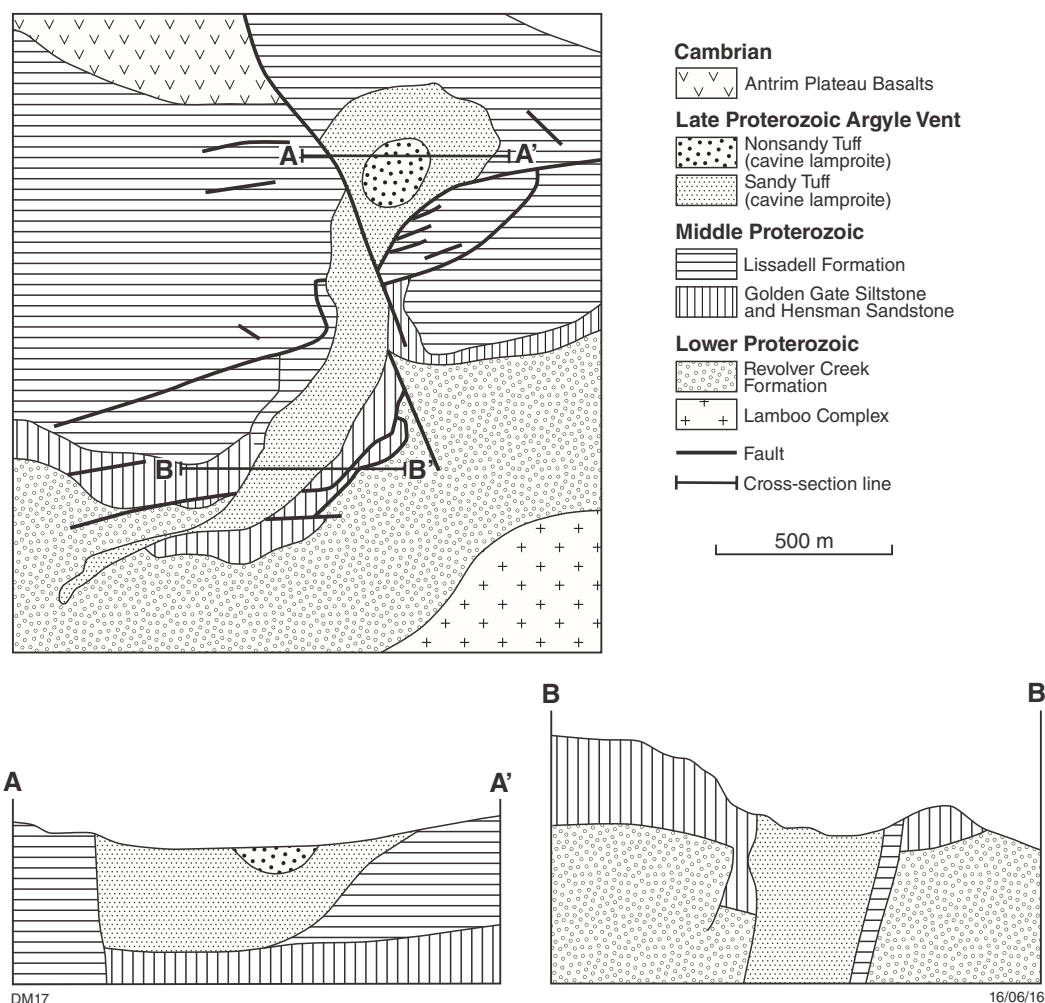 Cambrian
Antrim Plateau Basalts
Late Proterozoic Argyle Vent
Nonsandy Tuff
(cavine lamproite)
Sandy Tuff
(cavine lamproite)
Middle Proterozoic
Lissadell Formation
Golden Gate Siltstone
and Hensman Sandstone
Lower Proterozoic
Revolver Creek
Formation
Lamboo Complex
Fault
Cross-section line
500 m
A
A'
B
B'
A
A'
B
B
DM17
16/06/16